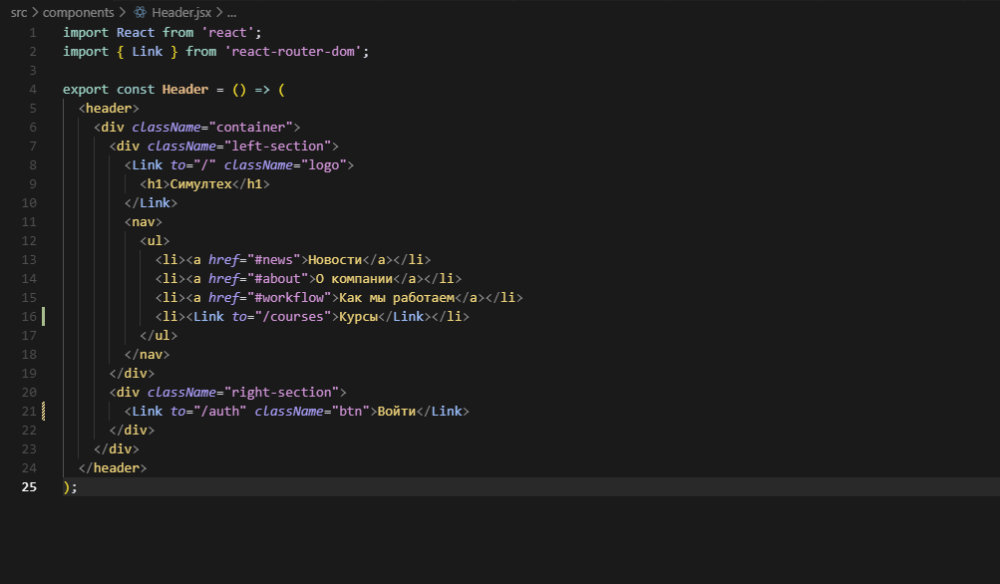 src > components > Header.jsx > ...
1 import React from 'react';
2 import { Link } from 'react-router-dom';
3
4 export const Header = () => (
5 <header>
6 <div className="container">
7 <div className="left-section">
8 <Link to="/" className="logo">
9 <h1>Симултех</h1>
10 </Link>
11 <nav>
12 <ul>
13 <li><a href="#news">Новости</a></li>
14 <li><a href="#about">О компании</a></li>
15 <li><a href="#workflow">Как мы работаем</a></li>
16 <li><Link to="/courses">Курсы</Link></li>
17 </ul>
18 </nav>
19 </div>
20 <div className="right-section">
21 <Link to="/auth" className="btn">Войти</Link>
22 </div>
23 </div>
24 </header>
25 );